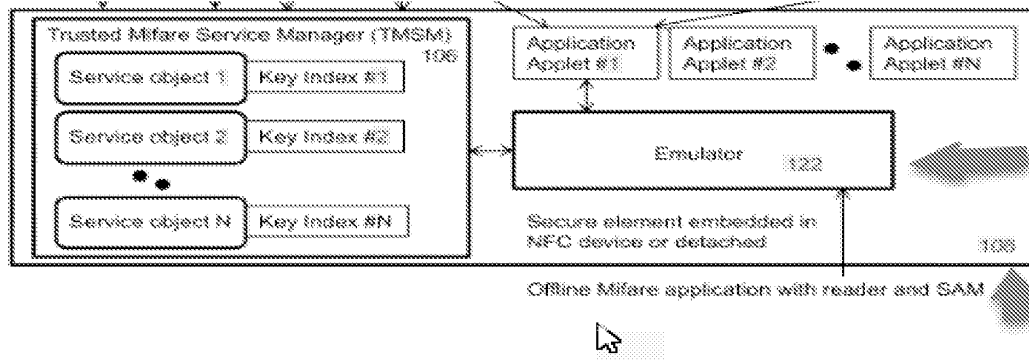 Trusted Mifare Service Manager (TMSM)
106
Service object 1
Key Index #1
Service object 2
Key Index #2
Service object N
Key Index #N
Application
Applet #1
Application
Applet #2
Application
Applet #N
Emulator
122
Secure element embedded in
NFC device or detached
108
Offline Mifare application with reader and SAM